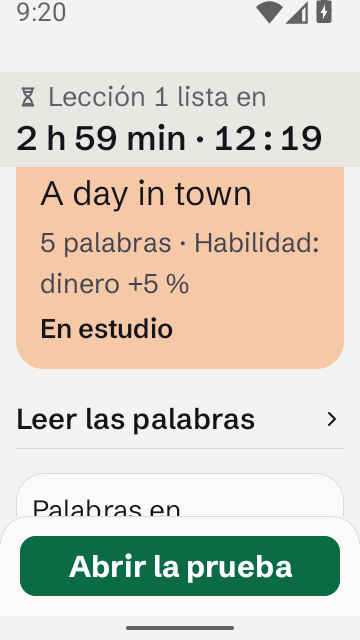 9:20
Lección 1 lista en
2 h 59 min · 12:19
A day in town
5 palabras · Habilidad:
dinero +5 %
En estudio
Leer las palabras
Palabras en
Abrir la prueba